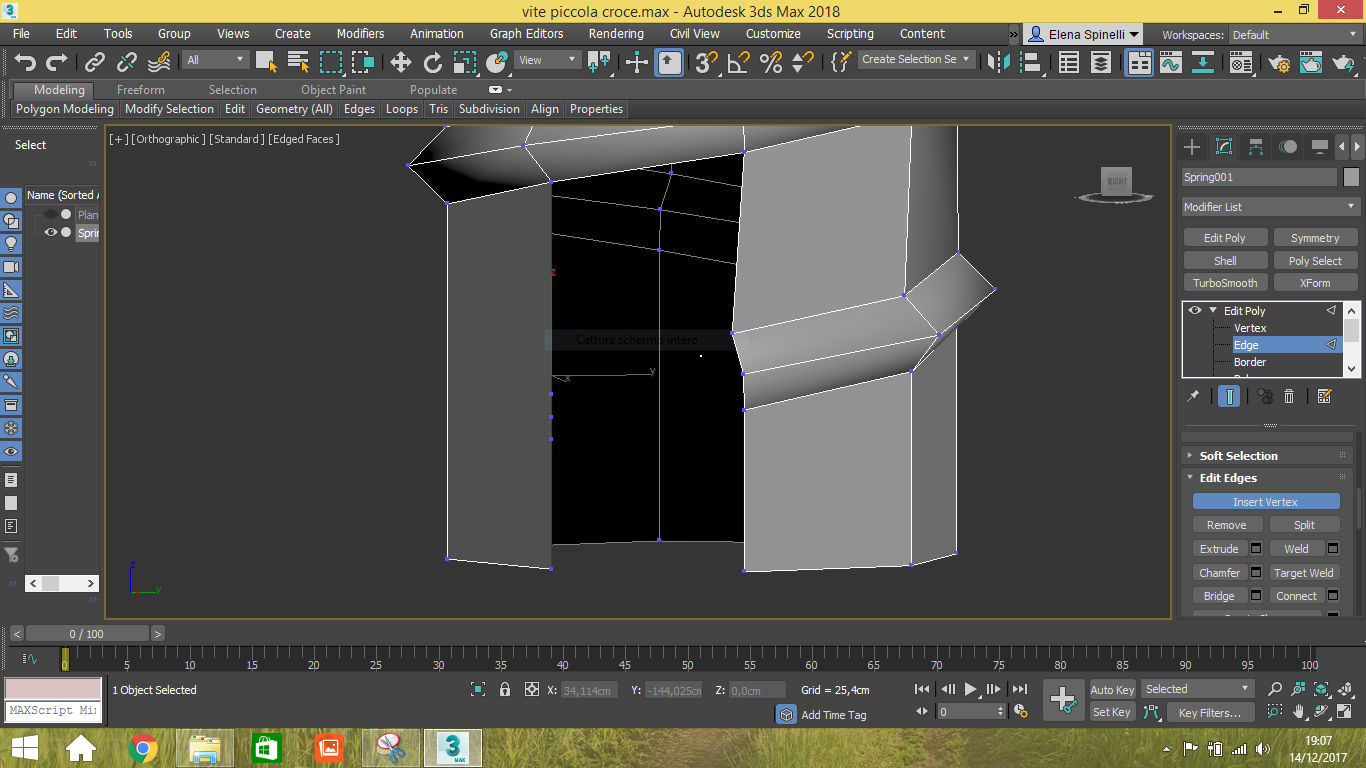 vite piccola croce.max - Autodesk 3ds Max 2018
File Edit Tools Group Views Create Modifiers Animation Graph Editors Rendering Civil View Customize Scripting Content » Elena Spinelli Workspaces: Default
All View Create Selection Se
Modeling Freeform Selection Object Paint Populate
Polygon Modeling Modify Selection Edit Geometry (All) Edges Loops Tris Subdivision Align Properties
Select
[+] [Orthographic] [Standard] [Edged Faces]
Name (Sorted A
Plan
Sprin
RIGHT
z
Cattura schermo intero
x y
z
y
Spring001
Modifier List
Edit Poly Symmetry
Shell Poly Select
TurboSmooth XForm
Edit Poly
Vertex
Edge
Border
Soft Selection
Edit Edges
Insert Vertex
Remove Split
Extrude Weld
Chamfer Target Weld
Bridge Connect
0 / 100
0 5 10 15 20 25 30 35 40 45 50 55 60 65 70 75 80 85 90 95 100
1 Object Selected X: 34,114cm Y: -144,025cm Z: 0,0cm Grid = 25,4cm Auto Key Selected
MAXScript Mi
Add Time Tag 0 Set Key Key Filters...
3 MAX
19:07
14/12/2017